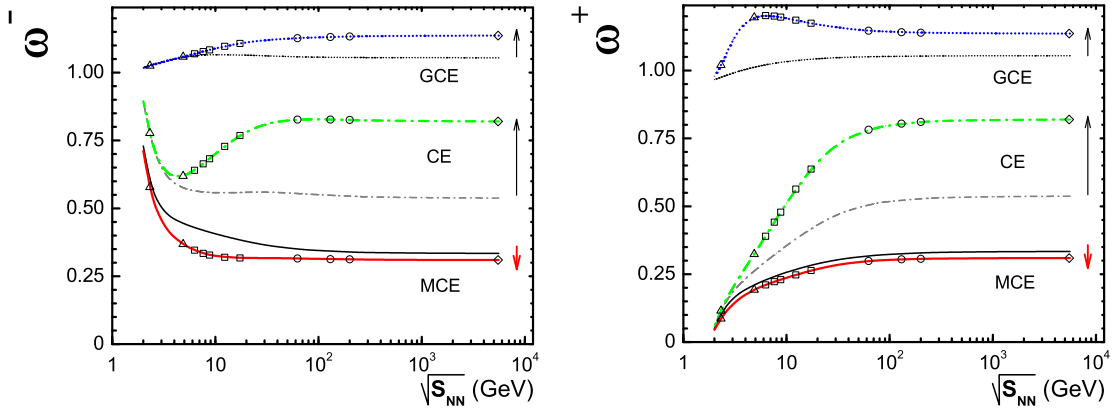 ω⁻
1.00
0.75
0.50
0.25
0
GCE
CE
MCE
1 10 10² 10³ 10⁴
√S_NN (GeV)
ω⁺
1.00
0.75
0.50
0.25
0
GCE
CE
MCE
1 10 10² 10³ 10⁴
√S_NN (GeV)